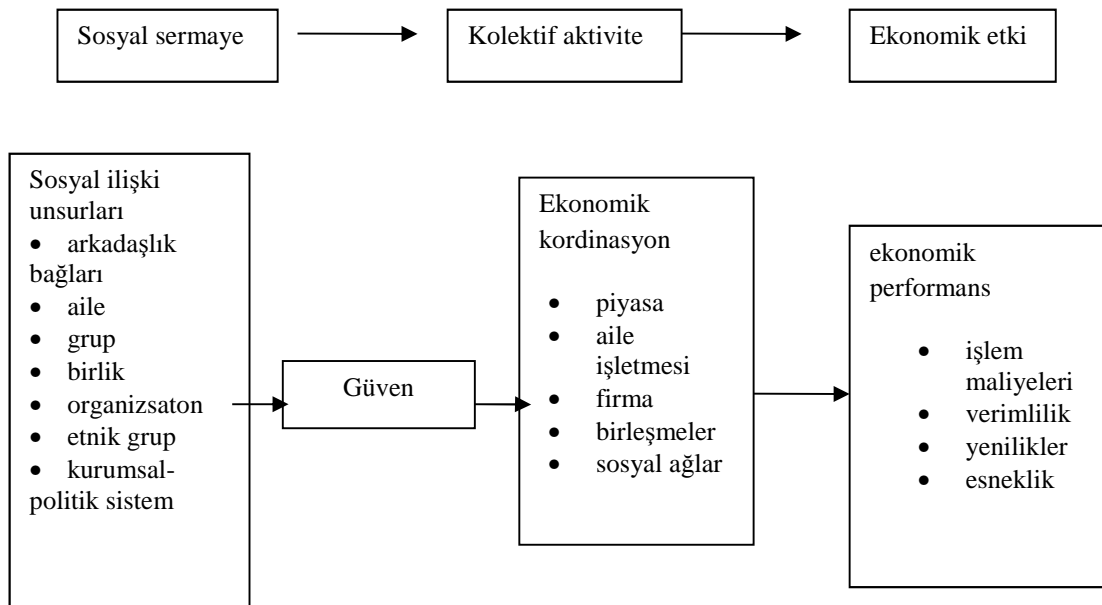 Sosyal sermaye
Kolektif aktivite
Ekonomik etki
Sosyal ilişki
unsurları
• arkadaşlık
bağları
• aile
• grup
• birlik
• organizsaton
• etnik grup
• kurumsal-
politik sistem
Güven
Ekonomik
kordinasyon
• piyasa
• aile
işletmesi
• firma
• birleşmeler
• sosyal ağlar
ekonomik
performans
• işlem
maliyeleri
• verimlilik
• yenilikler
• esneklik